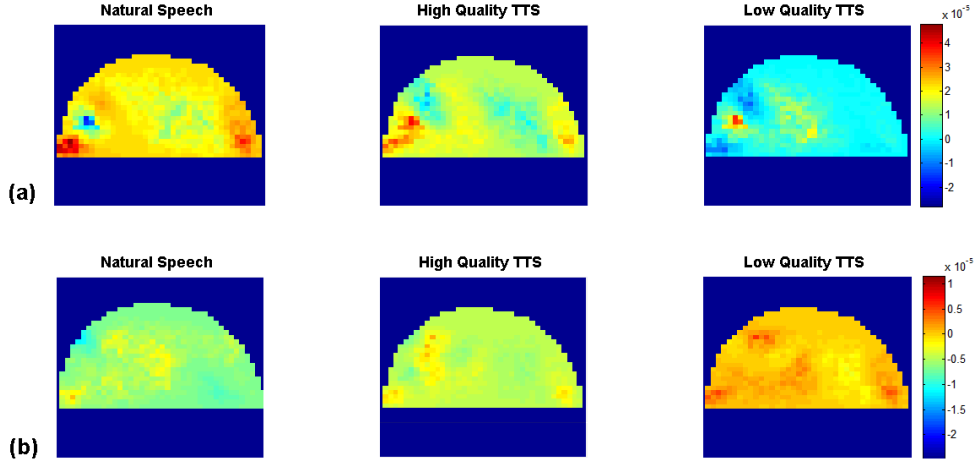 Natural Speech High Quality TTS Low Quality TTS
x 10⁻⁵
4
3
2
1
0
-1
-2
(a)
Natural Speech High Quality TTS Low Quality TTS
x 10⁻⁵
1
0.5
0
-0.5
-1
-1.5
-2
(b)